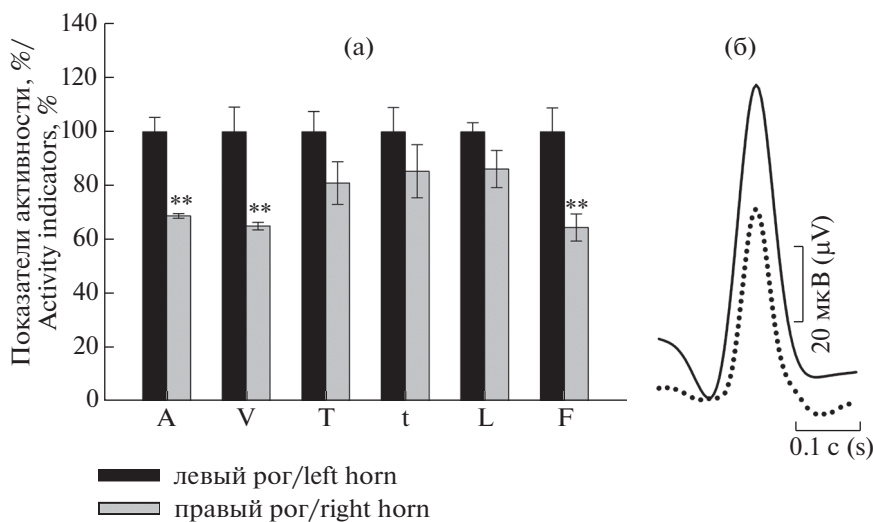 Показатели активности, %/
Activity indicators, %
140
120
100
80
60
40
20
0
(а)
**
**
**
A
V
T
t
L
F
левый рог/left horn
правый рог/right horn
(б)
20 мкВ (μV)
0.1 с (s)